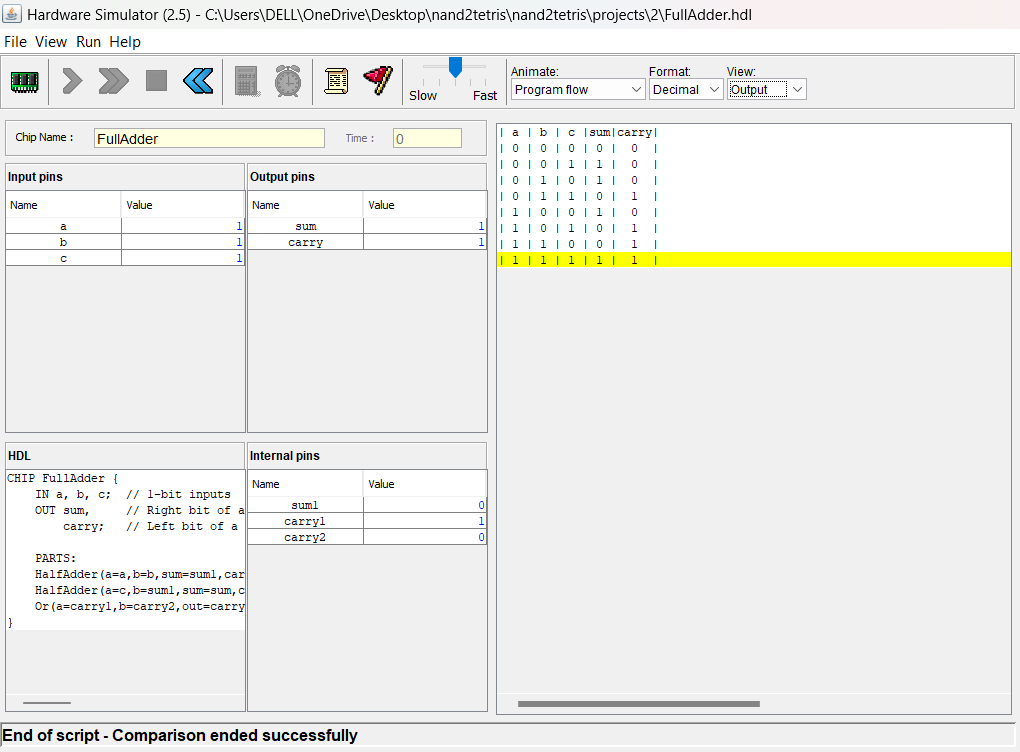 Hardware Simulator (2.5) - C:\Users\DELL\OneDrive\Desktop\nand2tetris\nand2tetris\projects\2\FullAdder.hdl
File View Run Help
Slow Fast
Animate: Format: View:
Program flow Decimal Output
Chip Name : FullAdder Time : 0
Input pins
Name Value
a 1
b 1
c 1
Output pins
Name Value
sum 1
carry 1
| a | b | c |sum|carry|
| 0 | 0 | 0 | 0 | 0 |
| 0 | 0 | 1 | 1 | 0 |
| 0 | 1 | 0 | 1 | 0 |
| 0 | 1 | 1 | 0 | 1 |
| 1 | 0 | 0 | 1 | 0 |
| 1 | 0 | 1 | 0 | 1 |
| 1 | 1 | 0 | 0 | 1 |
| 1 | 1 | 1 | 1 | 1 |
HDL
CHIP FullAdder {
IN a, b, c; // 1-bit inputs
OUT sum, // Right bit of a
carry; // Left bit of a
PARTS:
HalfAdder(a=a,b=b,sum=sum1,car
HalfAdder(a=c,b=sum1,sum=sum,c
Or(a=carry1,b=carry2,out=carry
}
Internal pins
Name Value
sum1 0
carry1 1
carry2 0
End of script - Comparison ended successfully